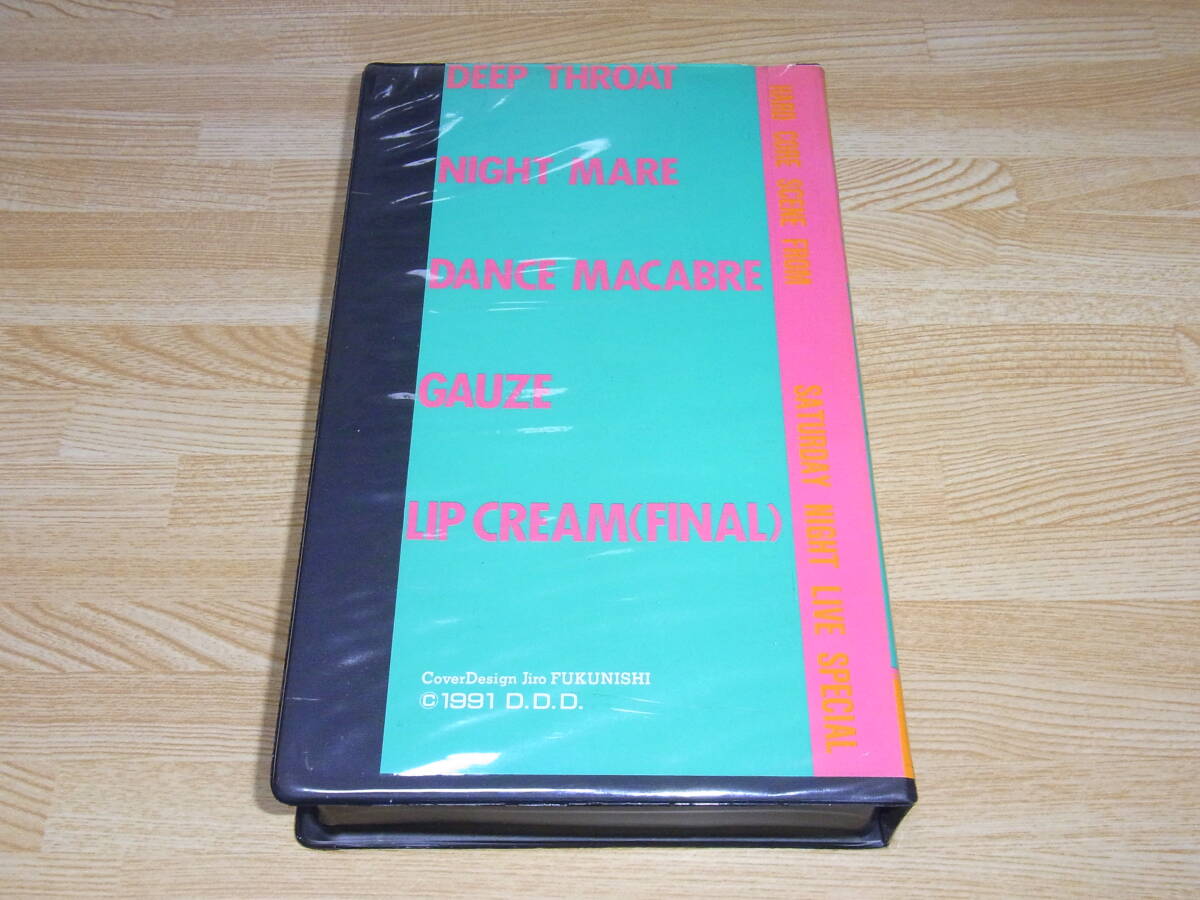 DEEP THROAT
NIGHT MARE
DANCE MACABRE
GAUZE
LIP CREAM(FINAL)
CoverDesign Jiro FUKUNISHI
©1991 D.D.D.
HARD CORE SCENE FROM
SATURDAY NIGHT LIVE SPECIAL